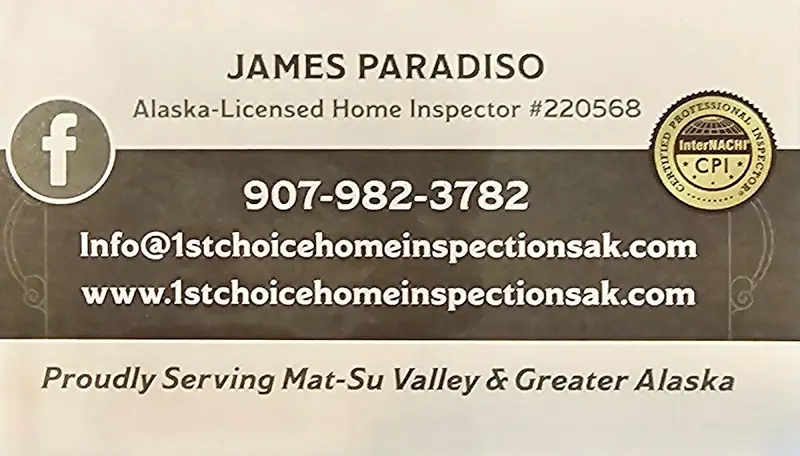 JAMES PARADISO
Alaska-Licensed Home Inspector #220568
f
CERTIFIED PROFESSIONAL INSPECTOR®
InterNACHI®
CPI
907-982-3782
Info@1stchoicehomeinspectionsak.com
www.1stchoicehomeinspectionsak.com
Proudly Serving Mat-Su Valley & Greater Alaska